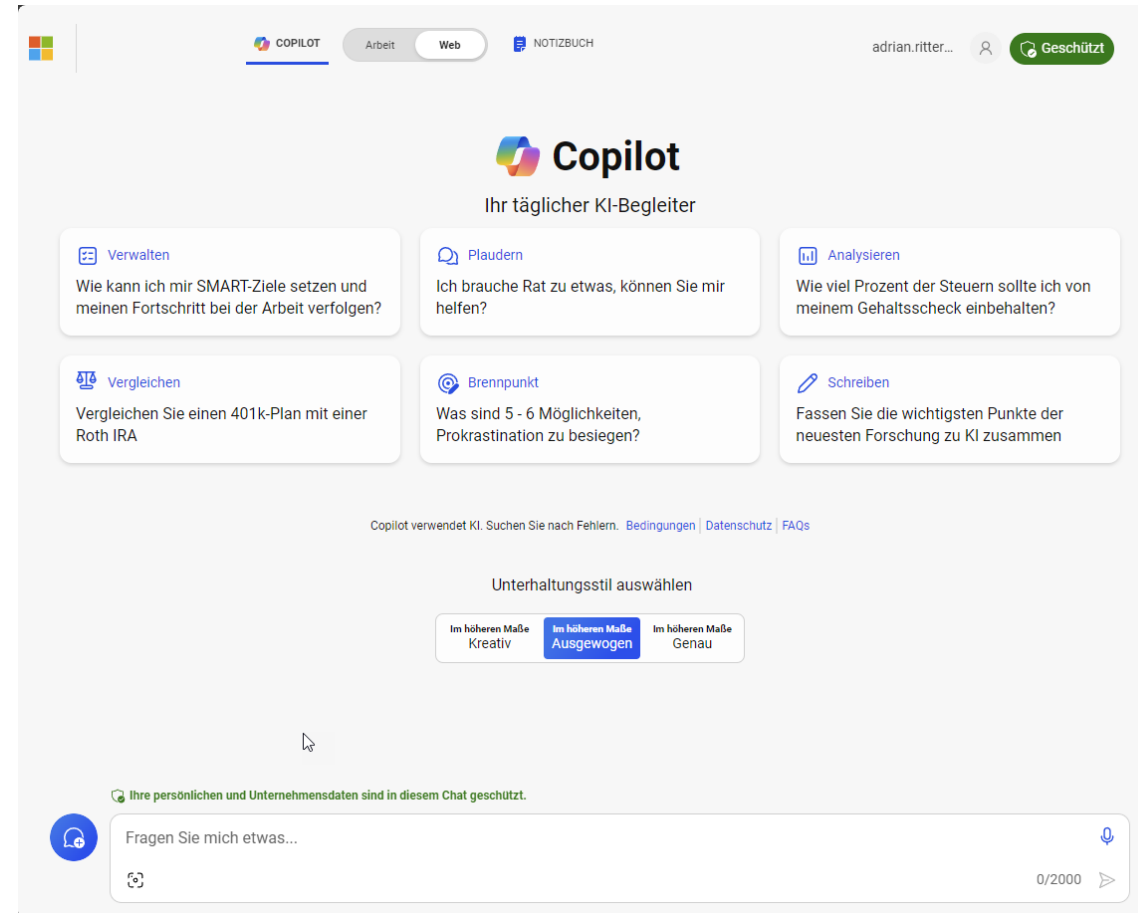 COPILOT
Arbeit
Web
NOTIZBUCH
adrian.ritter...
Geschützt
Copilot
Ihr täglicher KI-Begleiter
Verwalten
Wie kann ich mir SMART-Ziele setzen und
meinen Fortschritt bei der Arbeit verfolgen?
Plaudern
Ich brauche Rat zu etwas, können Sie mir
helfen?
Analysieren
Wie viel Prozent der Steuern sollte ich von
meinem Gehaltsscheck einbehalten?
Vergleichen
Vergleichen Sie einen 401k-Plan mit einer
Roth IRA
Brennpunkt
Was sind 5 - 6 Möglichkeiten,
Prokrastination zu besiegen?
Schreiben
Fassen Sie die wichtigsten Punkte der
neuesten Forschung zu KI zusammen
Copilot verwendet KI. Suchen Sie nach Fehlern. Bedingungen | Datenschutz | FAQs
Unterhaltungsstil auswählen
Im höheren Maße
Kreativ
Im höheren Maße
Ausgewogen
Im höheren Maße
Genau
Ihre persönlichen und Unternehmensdaten sind in diesem Chat geschützt.
Fragen Sie mich etwas...
0/2000